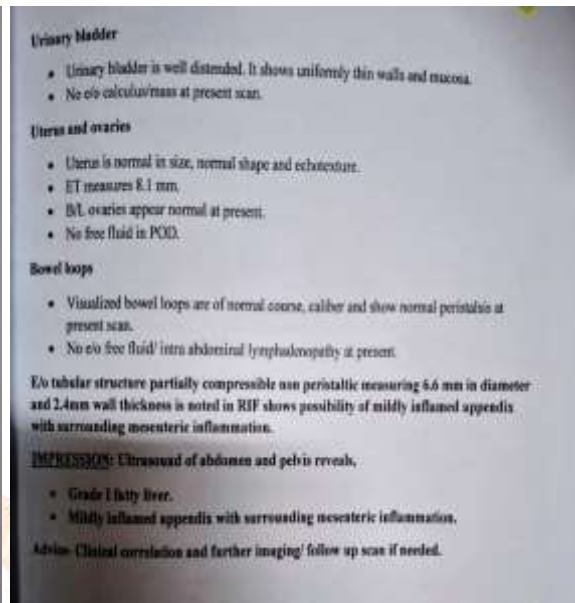 Urinary bladder
• Urinary bladder is well distended. It shows uniformly thin walls and mucosa.
• No e/o calculus/mass at present scan.
Uterus and ovaries
• Uterus is normal in size, normal shape and echotexture.
• ET measures 8.1 mm.
• B/L ovaries appear normal at present.
• No free fluid in POD.
Bowel loops
• Visualized bowel loops are of normal course, caliber and show normal peristalsis at
present scan.
• No e/o free fluid/ intra abdominal lymphadenopathy at present.
E/o tubular structure partially compressible non peristaltic measuring 6.6 mm in diameter
and 2.4mm wall thickness is noted in RIF shows possibility of mildly inflamed appendix
with surrounding mesenteric inflammation.
IMPRESSION: Ultrasound of abdomen and pelvis reveals,
• Grade I fatty liver.
• Mildly inflamed appendix with surrounding mesenteric inflammation.
Advice- Clinical correlation and further imaging/ follow up scan if needed.